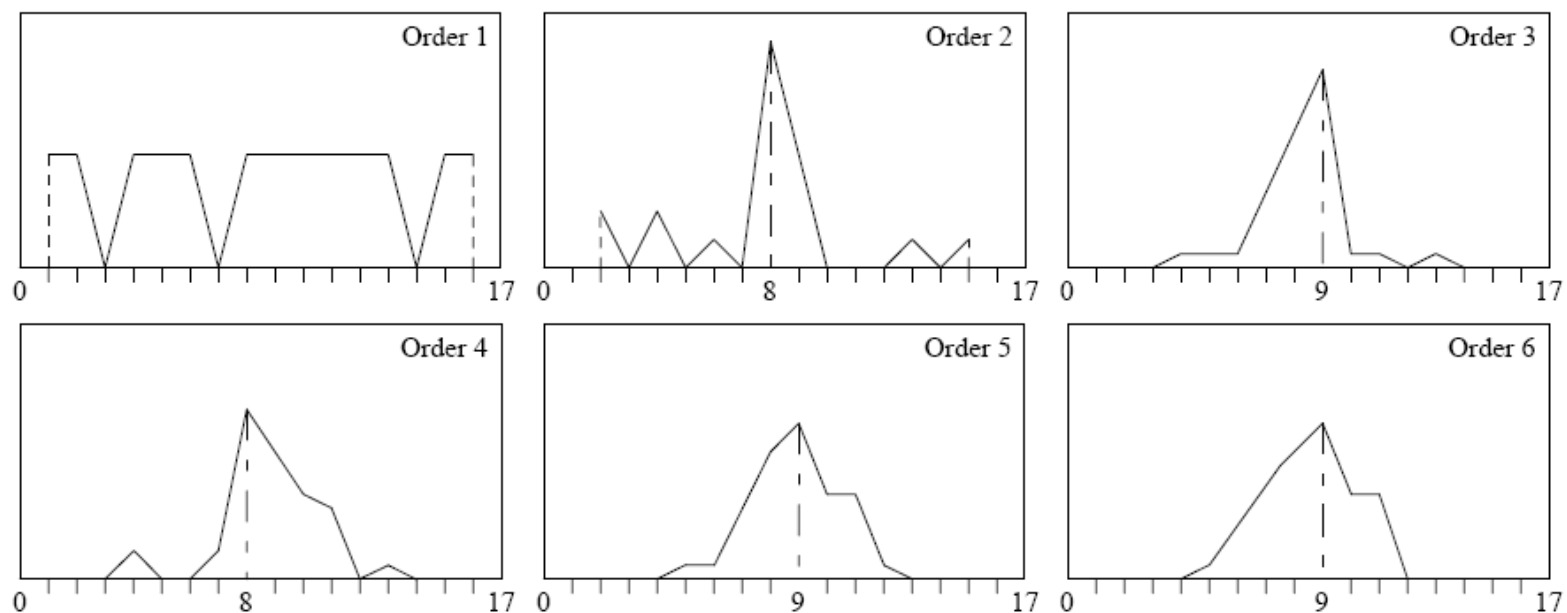 Order 1
0 17
Order 2
0 8 17
Order 3
0 9 17
Order 4
0 8 17
Order 5
0 9 17
Order 6
0 9 17